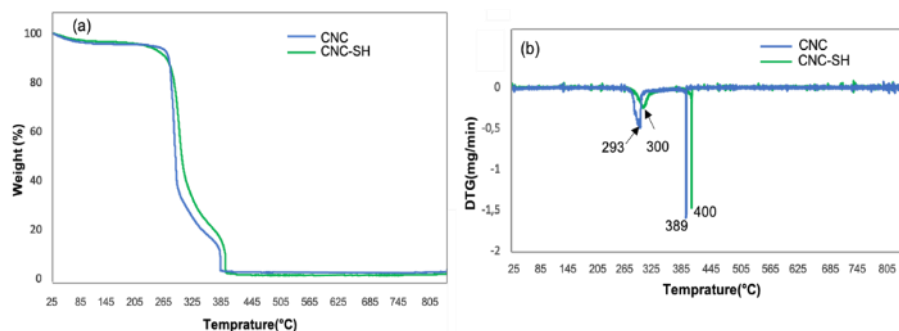 (a)
CNC
CNC-SH
Weight (%)
100
80
60
40
20
0
25 85 145 205 265 325 385 445 505 565 625 685 745 805
Temprature(°C)
(b)
CNC
CNC-SH
DTG(mg/min)
0
-0,5
-1
-1,5
-2
293
300
389
400
25 85 145 205 265 325 385 445 505 565 625 685 745 805
Temprature(°C)